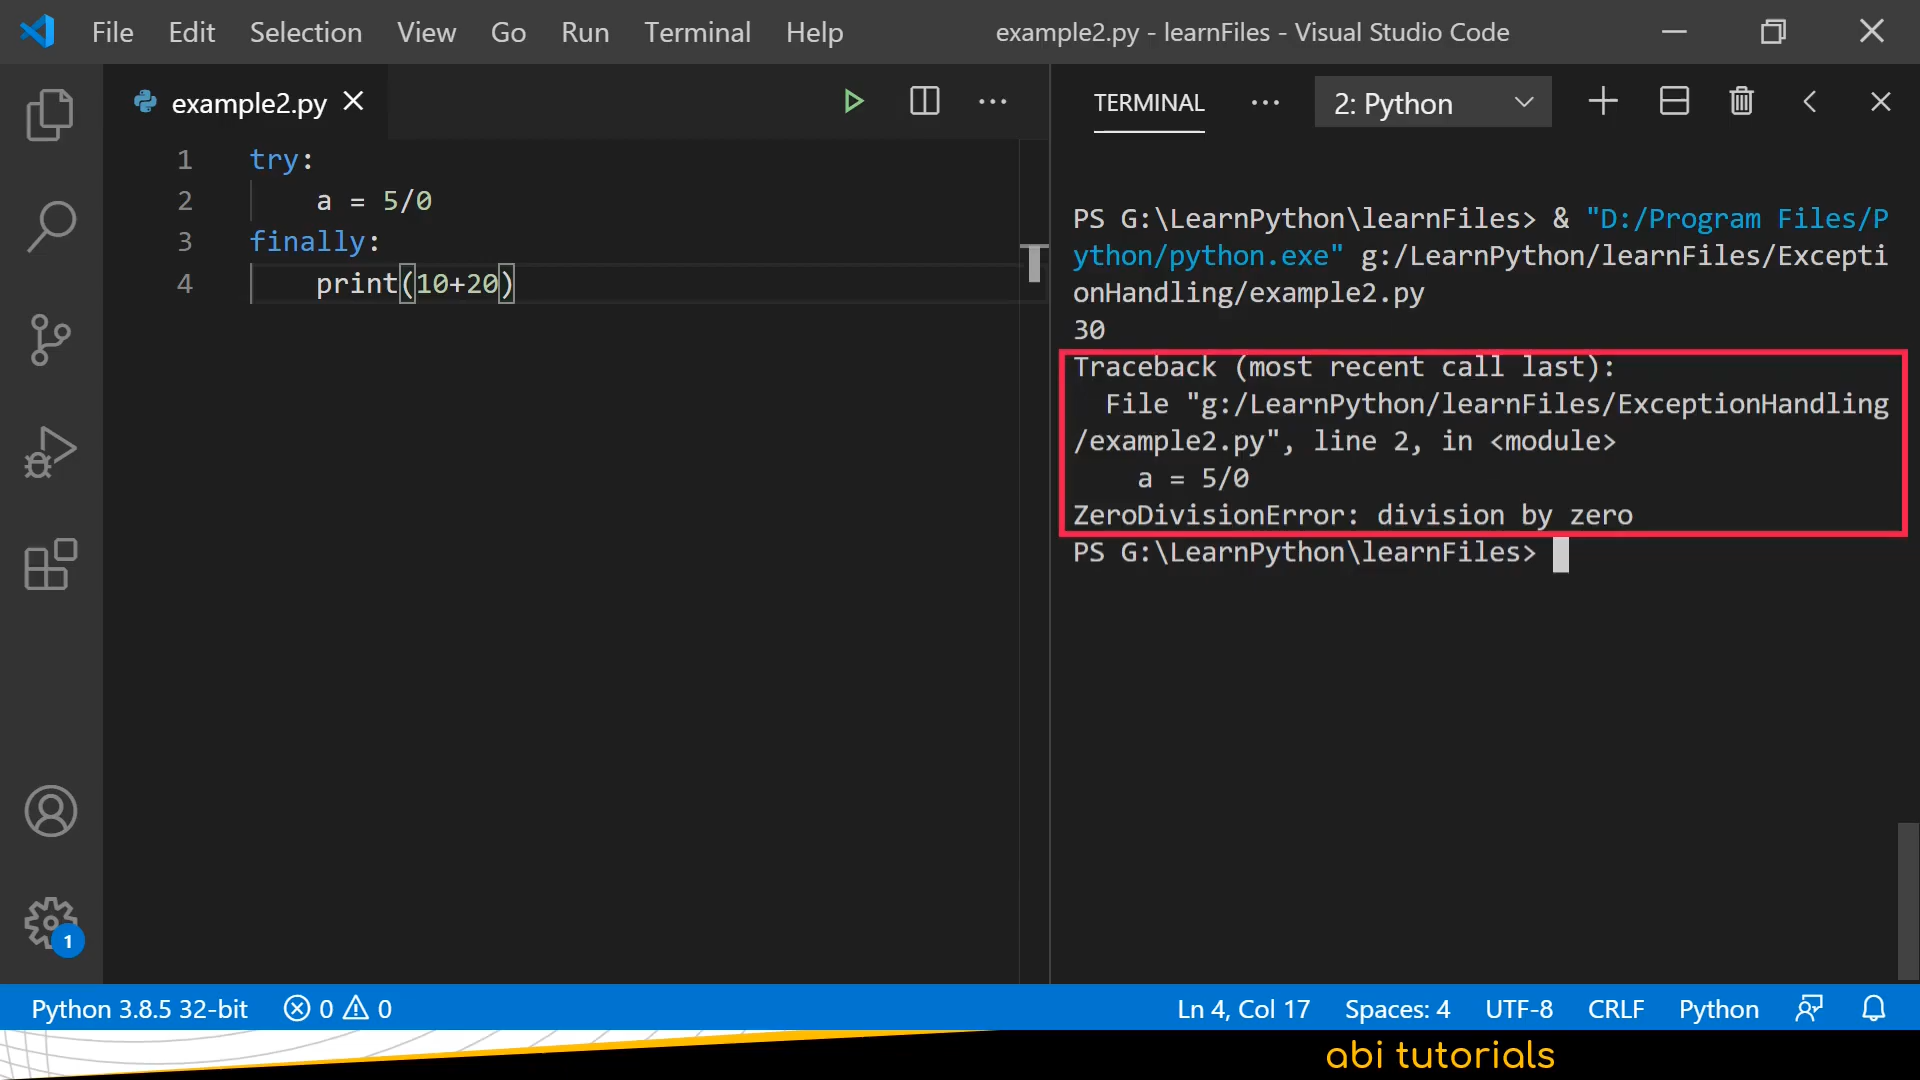 File Edit Selection View Go Run Terminal Help example2.py - learnFiles - Visual Studio Code
example2.py
1 try:
2     a = 5/0
3 finally:
4     print(10+20)
TERMINAL 2: Python
PS G:\LearnPython\learnFiles> & "D:/Program Files/P
ython/python.exe" g:/LearnPython/learnFiles/Excepti
onHandling/example2.py
30
Traceback (most recent call last):
  File "g:/LearnPython/learnFiles/ExceptionHandling
/example2.py", line 2, in <module>
    a = 5/0
ZeroDivisionError: division by zero
PS G:\LearnPython\learnFiles>
1
Python 3.8.5 32-bit 0 0 Ln 4, Col 17 Spaces: 4 UTF-8 CRLF Python
abi tutorials